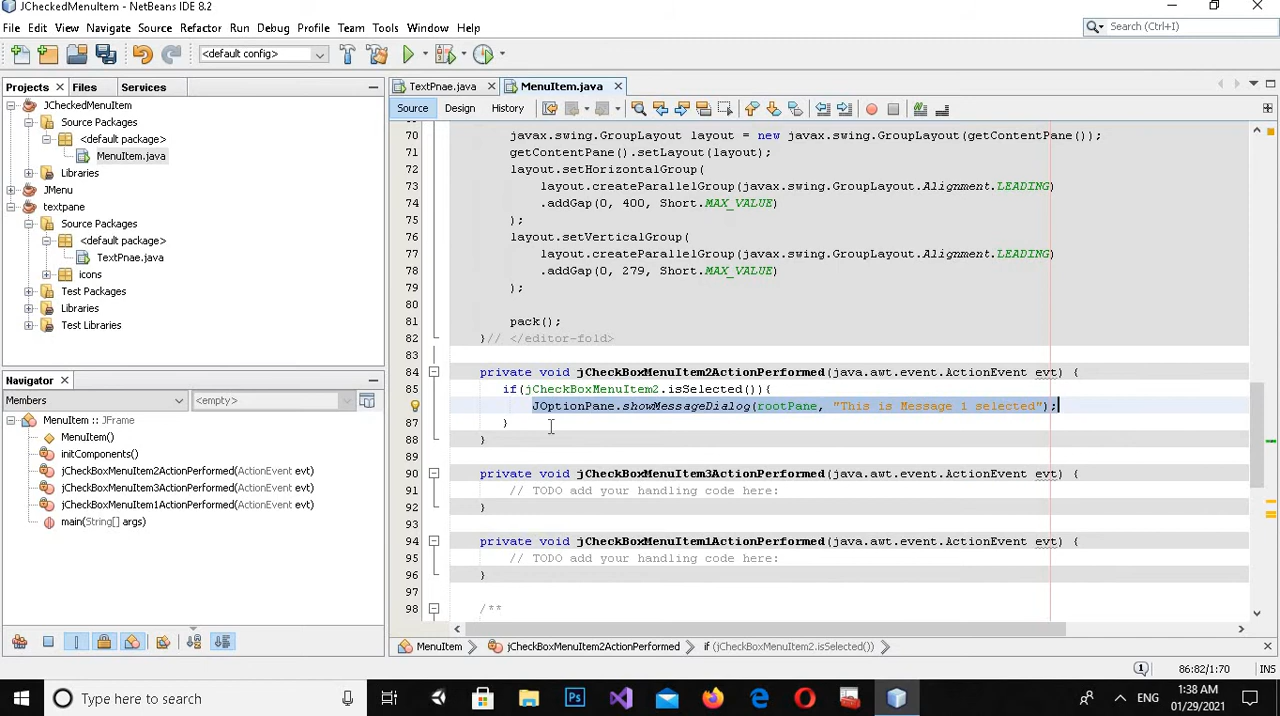 JCheckedMenuItem - NetBeans IDE 8.2
File Edit View Navigate Source Refactor Run Debug Profile Team Tools Window Help
Search (Ctrl+I)
<default config>
Projects Files Services
TextPnae.java MenuItem.java
JCheckedMenuItem
Source Packages
<default package>
MenuItem.java
Libraries
JMenu
textpane
Source Packages
<default package>
TextPnae.java
icons
Test Packages
Libraries
Test Libraries
Source Design History
70 javax.swing.GroupLayout layout = new javax.swing.GroupLayout(getContentPane());
71 getContentPane().setLayout(layout);
72 layout.setHorizontalGroup(
73 layout.createParallelGroup(javax.swing.GroupLayout.Alignment.LEADING)
74 .addGap(0, 400, Short.MAX_VALUE)
75 );
76 layout.setVerticalGroup(
77 layout.createParallelGroup(javax.swing.GroupLayout.Alignment.LEADING)
78 .addGap(0, 279, Short.MAX_VALUE)
79 );
80
81 pack();
82 }// </editor-fold>
83
84 private void jCheckBoxMenuItem2ActionPerformed(java.awt.event.ActionEvent evt) {
85 if(jCheckBoxMenuItem2.isSelected()){
JOptionPane.showMessageDialog(rootPane, "This is Message 1 selected");
87 }
88 }
89
90 private void jCheckBoxMenuItem3ActionPerformed(java.awt.event.ActionEvent evt) {
91 // TODO add your handling code here:
92 }
93
94 private void jCheckBoxMenuItem1ActionPerformed(java.awt.event.ActionEvent evt) {
95 // TODO add your handling code here:
96 }
97
98 /**
Navigator
Members <empty>
MenuItem :: JFrame
MenuItem()
initComponents()
jCheckBoxMenuItem2ActionPerformed(ActionEvent evt)
jCheckBoxMenuItem3ActionPerformed(ActionEvent evt)
jCheckBoxMenuItem1ActionPerformed(ActionEvent evt)
main(String[] args)
MenuItem jCheckBoxMenuItem2ActionPerformed if (jCheckBoxMenuItem2.isSelected())
86:82/1:70 INS
Type here to search
Ps
ENG
1:38 AM
01/29/2021